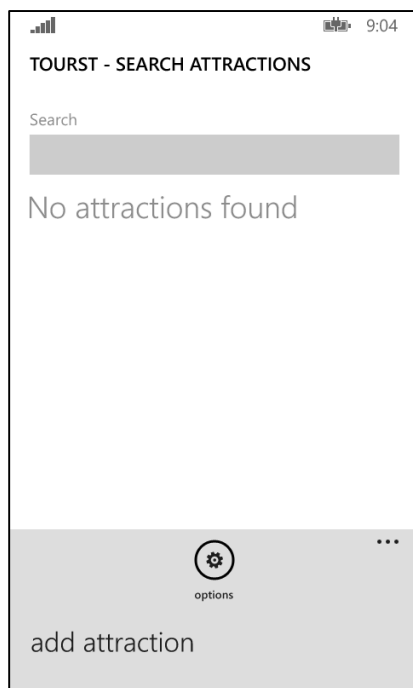 9:04
TOURST - SEARCH ATTRACTIONS
Search
No attractions found
options
add attraction